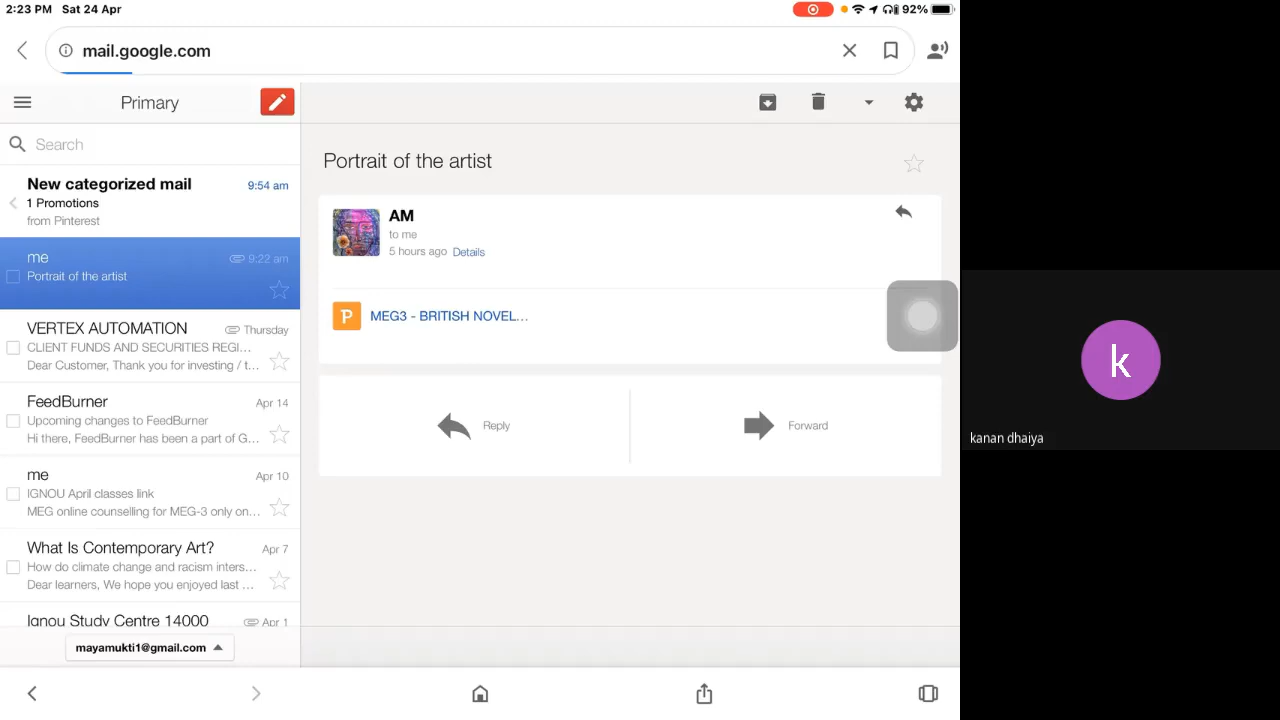 2:23 PM Sat 24 Apr
92%
mail.google.com
Primary
Search
New categorized mail 9:54 am
1 Promotions
from Pinterest
me 9:22 am
Portrait of the artist
VERTEX AUTOMATION Thursday
CLIENT FUNDS AND SECURITIES REGI...
Dear Customer, Thank you for investing / t...
FeedBurner Apr 14
Upcoming changes to FeedBurner
Hi there, FeedBurner has been a part of G...
me Apr 10
IGNOU April classes link
MEG online counselling for MEG-3 only on...
What Is Contemporary Art? Apr 7
How do climate change and racism inters...
Dear learners, We hope you enjoyed last ...
Ignou Study Centre 14000 Apr 1
mayamukti1@gmail.com
Portrait of the artist
AM
to me
5 hours ago Details
P MEG3 - BRITISH NOVEL...
Reply
Forward
k
kanan dhaiya